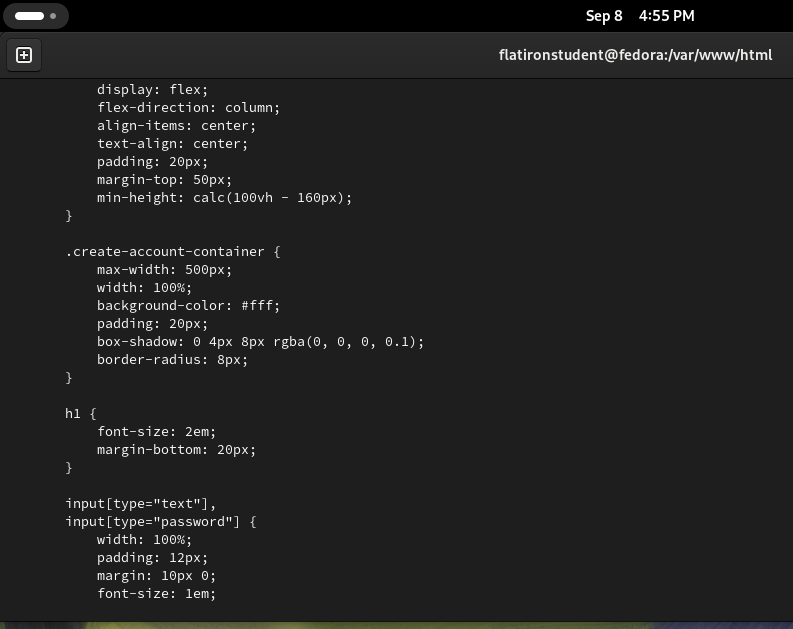 Sep 8 4:55 PM
flatironstudent@fedora:/var/www/html
display: flex;
flex-direction: column;
align-items: center;
text-align: center;
padding: 20px;
margin-top: 50px;
min-height: calc(100vh - 160px);
}
.create-account-container {
max-width: 500px;
width: 100%;
background-color: #fff;
padding: 20px;
box-shadow: 0 4px 8px rgba(0, 0, 0, 0.1);
border-radius: 8px;
}
h1 {
font-size: 2em;
margin-bottom: 20px;
}
input[type="text"],
input[type="password"] {
width: 100%;
padding: 12px;
margin: 10px 0;
font-size: 1em;